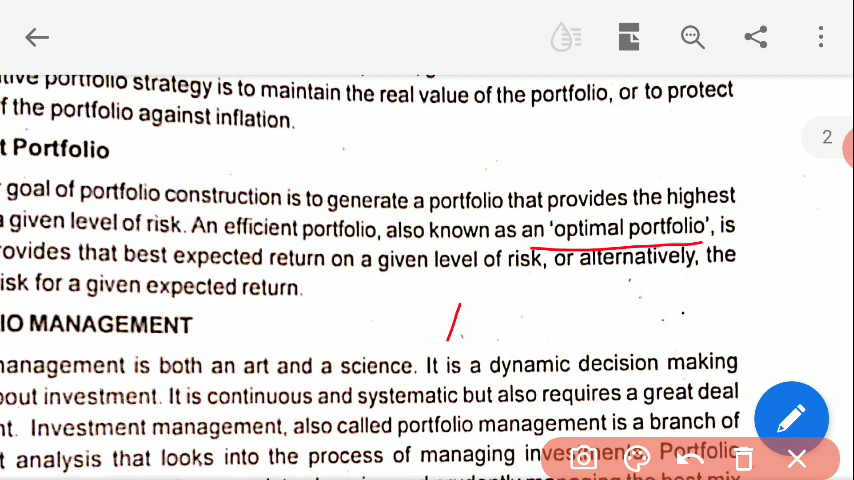 portfolio strategy is to maintain the real value of the portfolio, or to protect
f the portfolio against inflation.
t Portfolio
goal of portfolio construction is to generate a portfolio that provides the highest
a given level of risk. An efficient portfolio, also known as an 'optimal portfolio', is
ovides that best expected return on a given level of risk, or alternatively, the
isk for a given expected return.
IO MANAGEMENT
management is both an art and a science. It is a dynamic decision making
bout investment. It is continuous and systematic but also requires a great deal
nt. Investment management, also called portfolio management is a branch of
t analysis that looks into the process of managing investments. Portfolio
managing the best mix
2